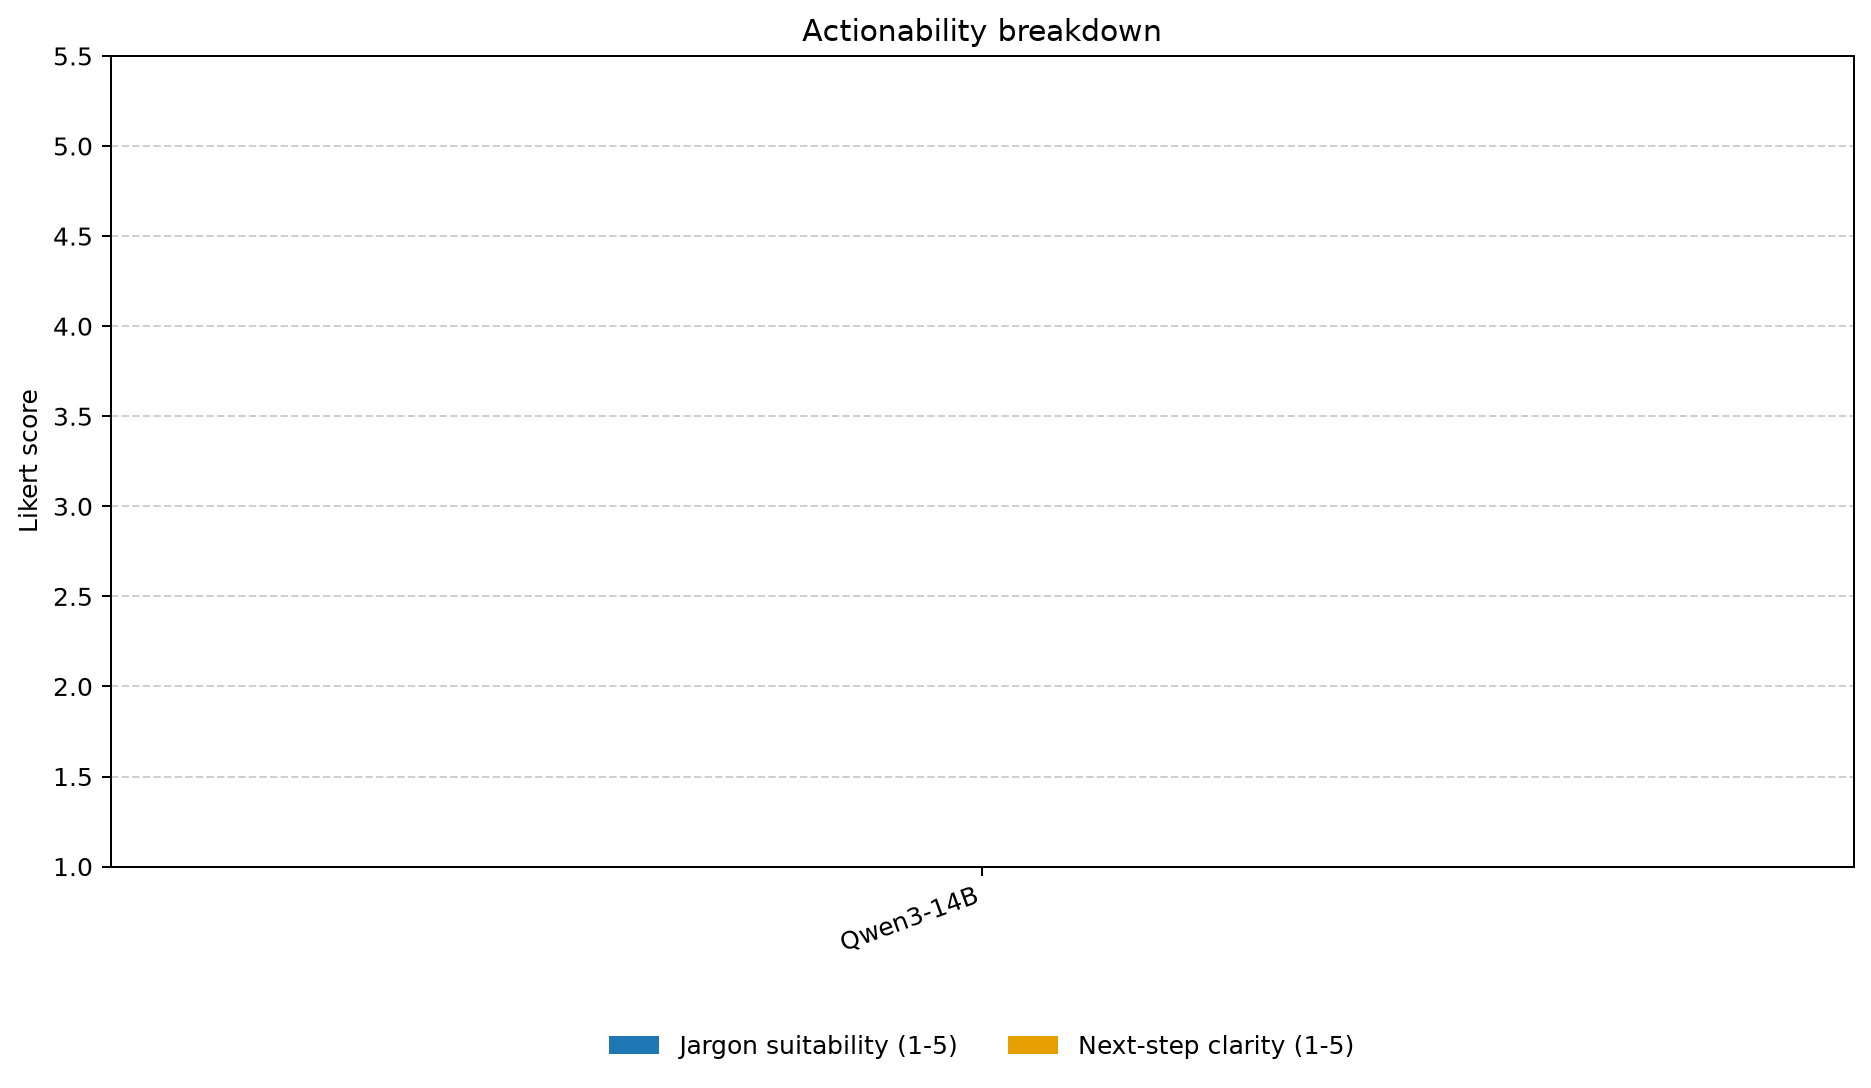 Actionability breakdown
5.5
5.0
4.5
4.0
3.5
3.0
2.5
2.0
1.5
1.0
Likert score
Qwen3-14B
Jargon suitability (1-5)
Next-step clarity (1-5)